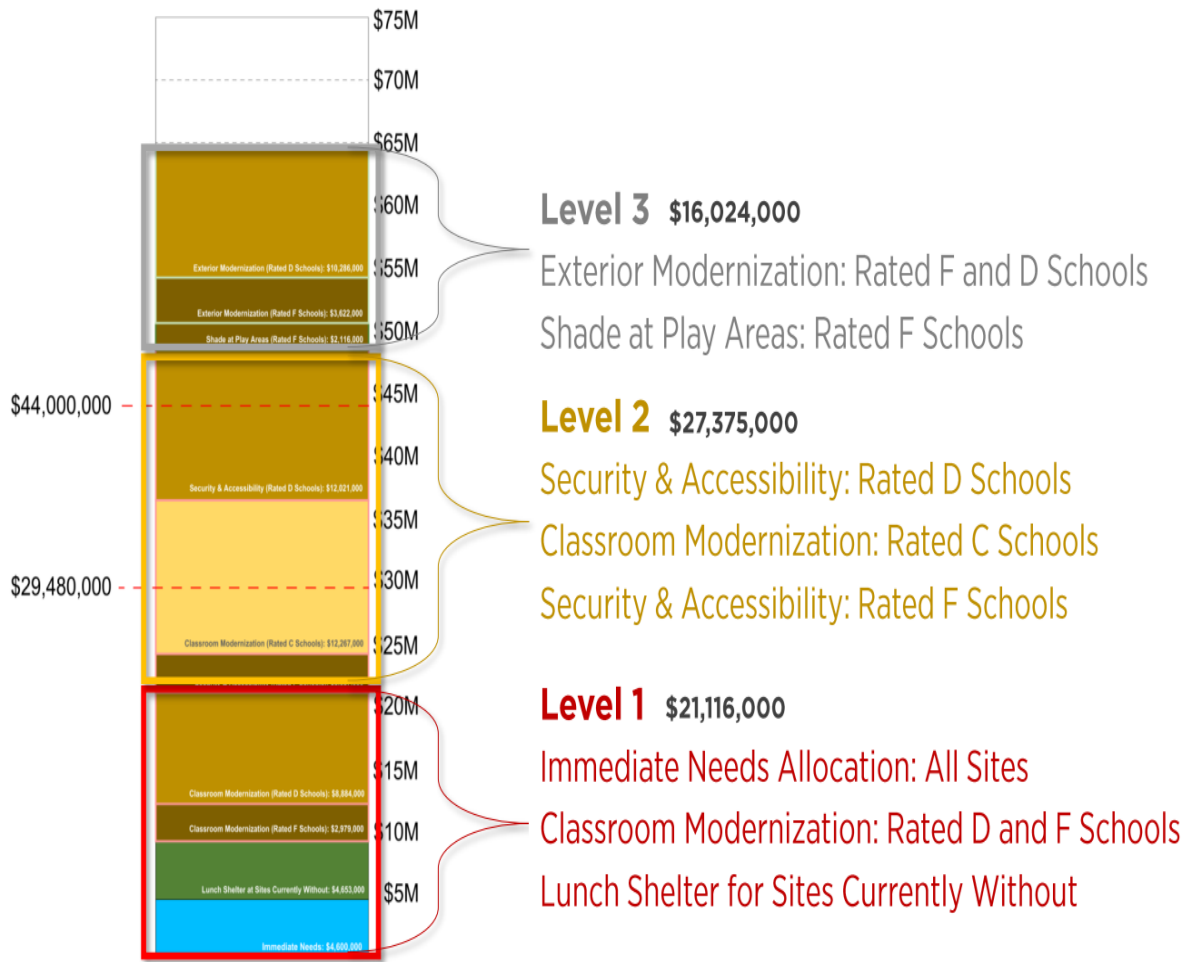 $75M
$70M
$65M
$60M
$55M
$50M
$45M
$40M
$35M
$30M
$25M
$20M
$15M
$10M
$5M
$44,000,000
$29,480,000
Exterior Modernization (Rated D Schools): $10,286,000
Exterior Modernization (Rated F Schools): $3,622,000
Shade at Play Areas (Rated F Schools): $2,116,000
Security & Accessibility (Rated D Schools): $12,021,000
Classroom Modernization (Rated C Schools): $12,287,000
Classroom Modernization (Rated D Schools): $8,884,000
Classroom Modernization (Rated F Schools): $2,979,000
Lunch Shelter at Sites Currently Without: $4,653,000
Immediate Needs: $4,600,000
Level 3 $16,024,000
Exterior Modernization: Rated F and D Schools
Shade at Play Areas: Rated F Schools
Level 2 $27,375,000
Security & Accessibility: Rated D Schools
Classroom Modernization: Rated C Schools
Security & Accessibility: Rated F Schools
Level 1 $21,116,000
Immediate Needs Allocation: All Sites
Classroom Modernization: Rated D and F Schools
Lunch Shelter for Sites Currently Without